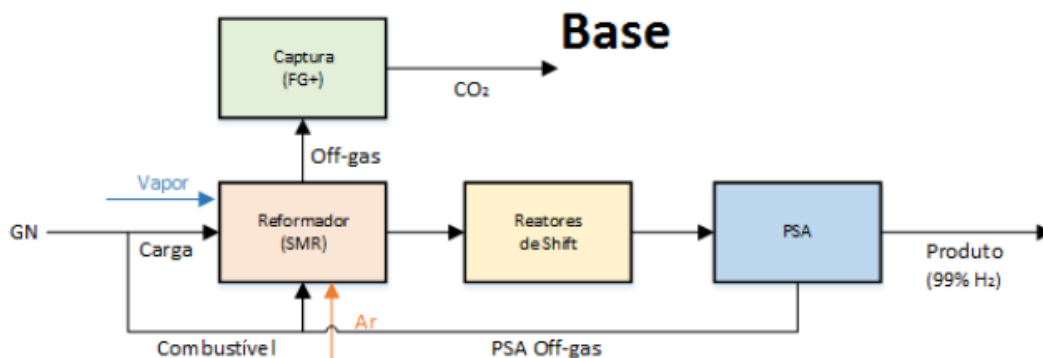 Base
Captura
(FG+)
CO₂
Off-gas
Vapor
GN
Carga
Reformador
(SMR)
Reatores
de Shift
PSA
Produto
(99% H₂)
Ar
Combustível
PSA Off-gas